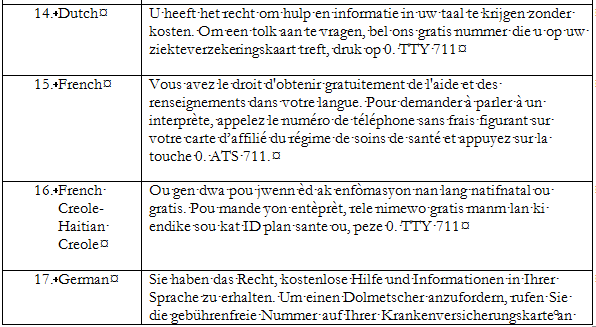 14. Dutch
U heeft het recht om hulp en informatie in uw taal te krijgen zonder
kosten. Om een tolk aan te vragen, bel ons gratis nummer die u op uw
ziekteverzekeringskaart treft, druk op 0. TTY 711
15. French
Vous avez le droit d'obtenir gratuitement de l'aide et des
renseignements dans votre langue. Pour demander à parler à un
interprète, appelez le numéro de téléphone sans frais figurant sur
votre carte d’affilié du régime de soins de santé et appuyez sur la
touche 0. ATS 711.
16. French
Creole-
Haitian
Creole
Ou gen dwa pou jwenn èd ak enfòmasyon nan lang natifnatal ou
gratis. Pou mande yon entèprèt, rele nimewo gratis manm lan ki
endike sou kat ID plan sante ou, peze 0. TTY 711
17. German
Sie haben das Recht, kostenlose Hilfe und Informationen in Ihrer
Sprache zu erhalten. Um einen Dolmetscher anzufordern, rufen Sie
die gebührenfreie Nummer auf Ihrer Krankenversicherungskarte an